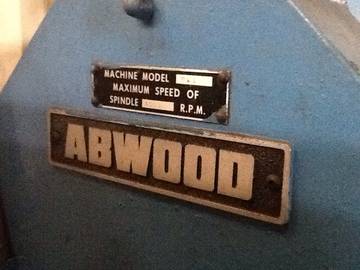 MACHINE MODEL
MAXIMUM SPEED OF
SPINDLE R.P.M.
ABWOOD